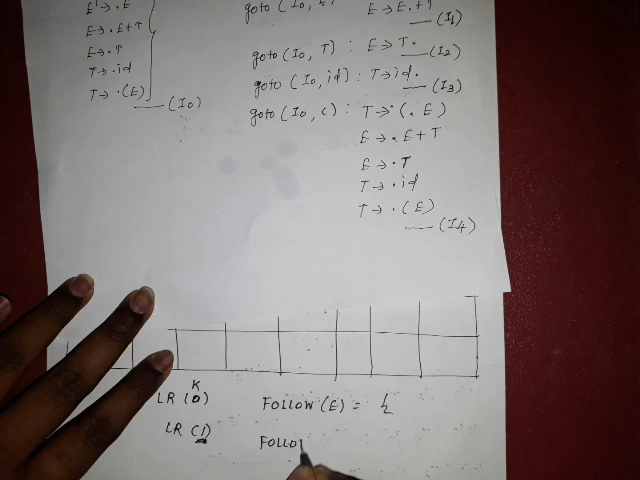 E' → . E
E → . E + T
E → . T
T → . id
T → . (E)
—— (I0)
goto (I0, E) E → E . + T
—— (I1)
goto (I0, T) : E → T .
—— (I2)
goto (I0, id) : T → id .
—— (I3)
goto (I0, () : T → (. E)
E → . E + T
E → . T
T → . id
T → . (E)
—— (I4)
K
LR (0) FOLLOW (E) =
LR (1) FOLLO